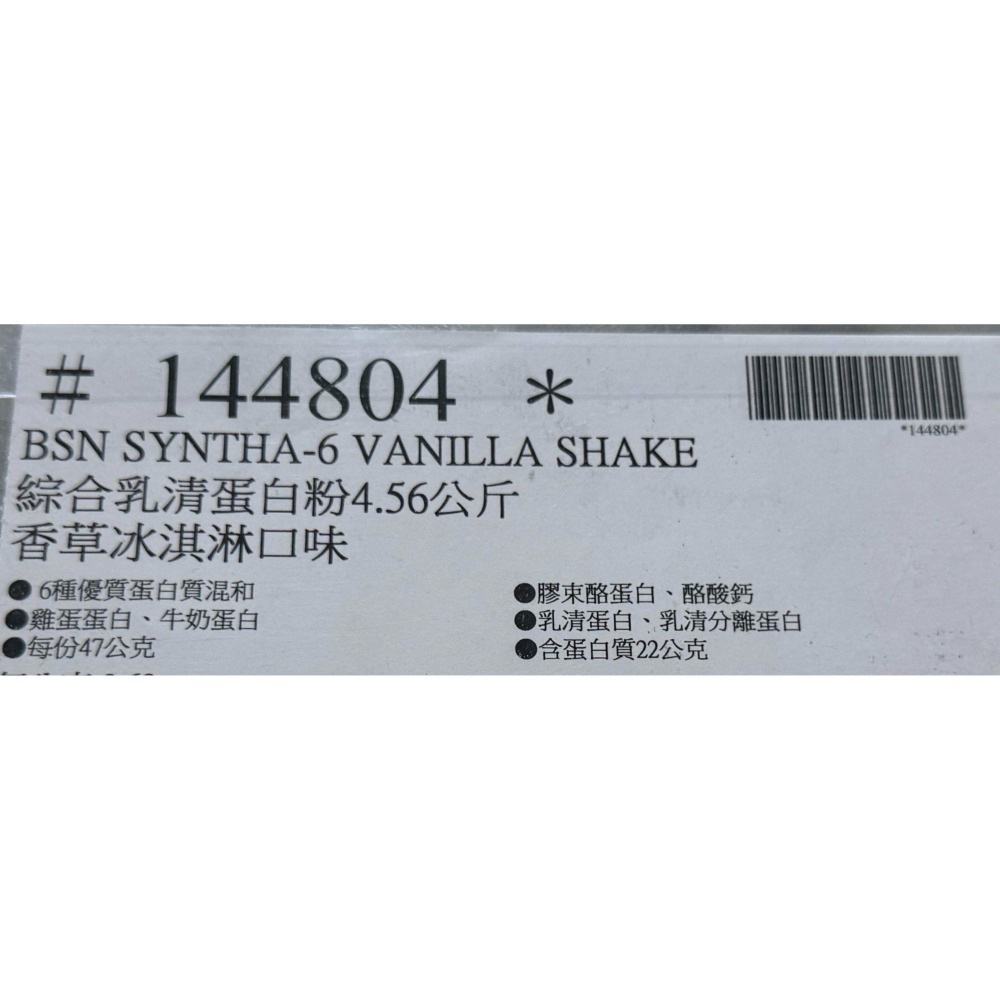 # 144804 *
*144804*
BSN SYNTHA-6 VANILLA SHAKE
綜合乳清蛋白粉4.56公斤
香草冰淇淋口味
● 6種優質蛋白質混和
●膠束酪蛋白、酪酸鈣
●雞蛋蛋白、牛奶蛋白
●乳清蛋白、乳清分離蛋白
●每份47公克
●含蛋白質22公克